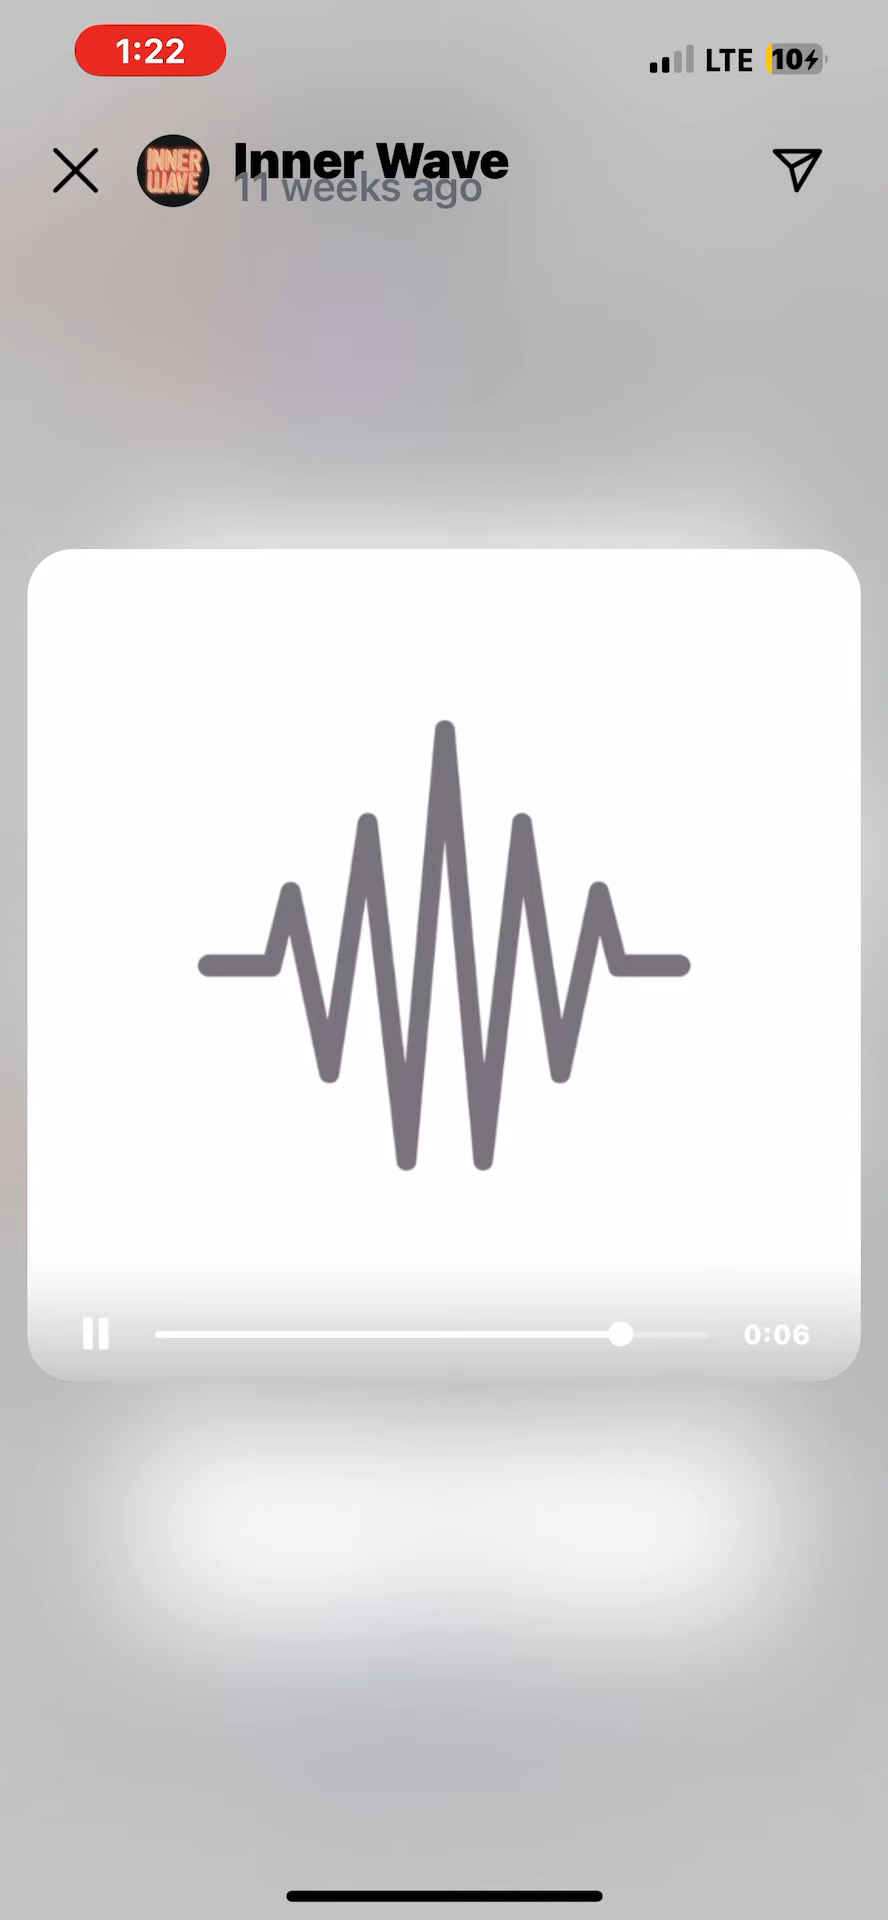 1:22
LTE
10
INNER
WAVE
Inner Wave
11 weeks ago
0:06